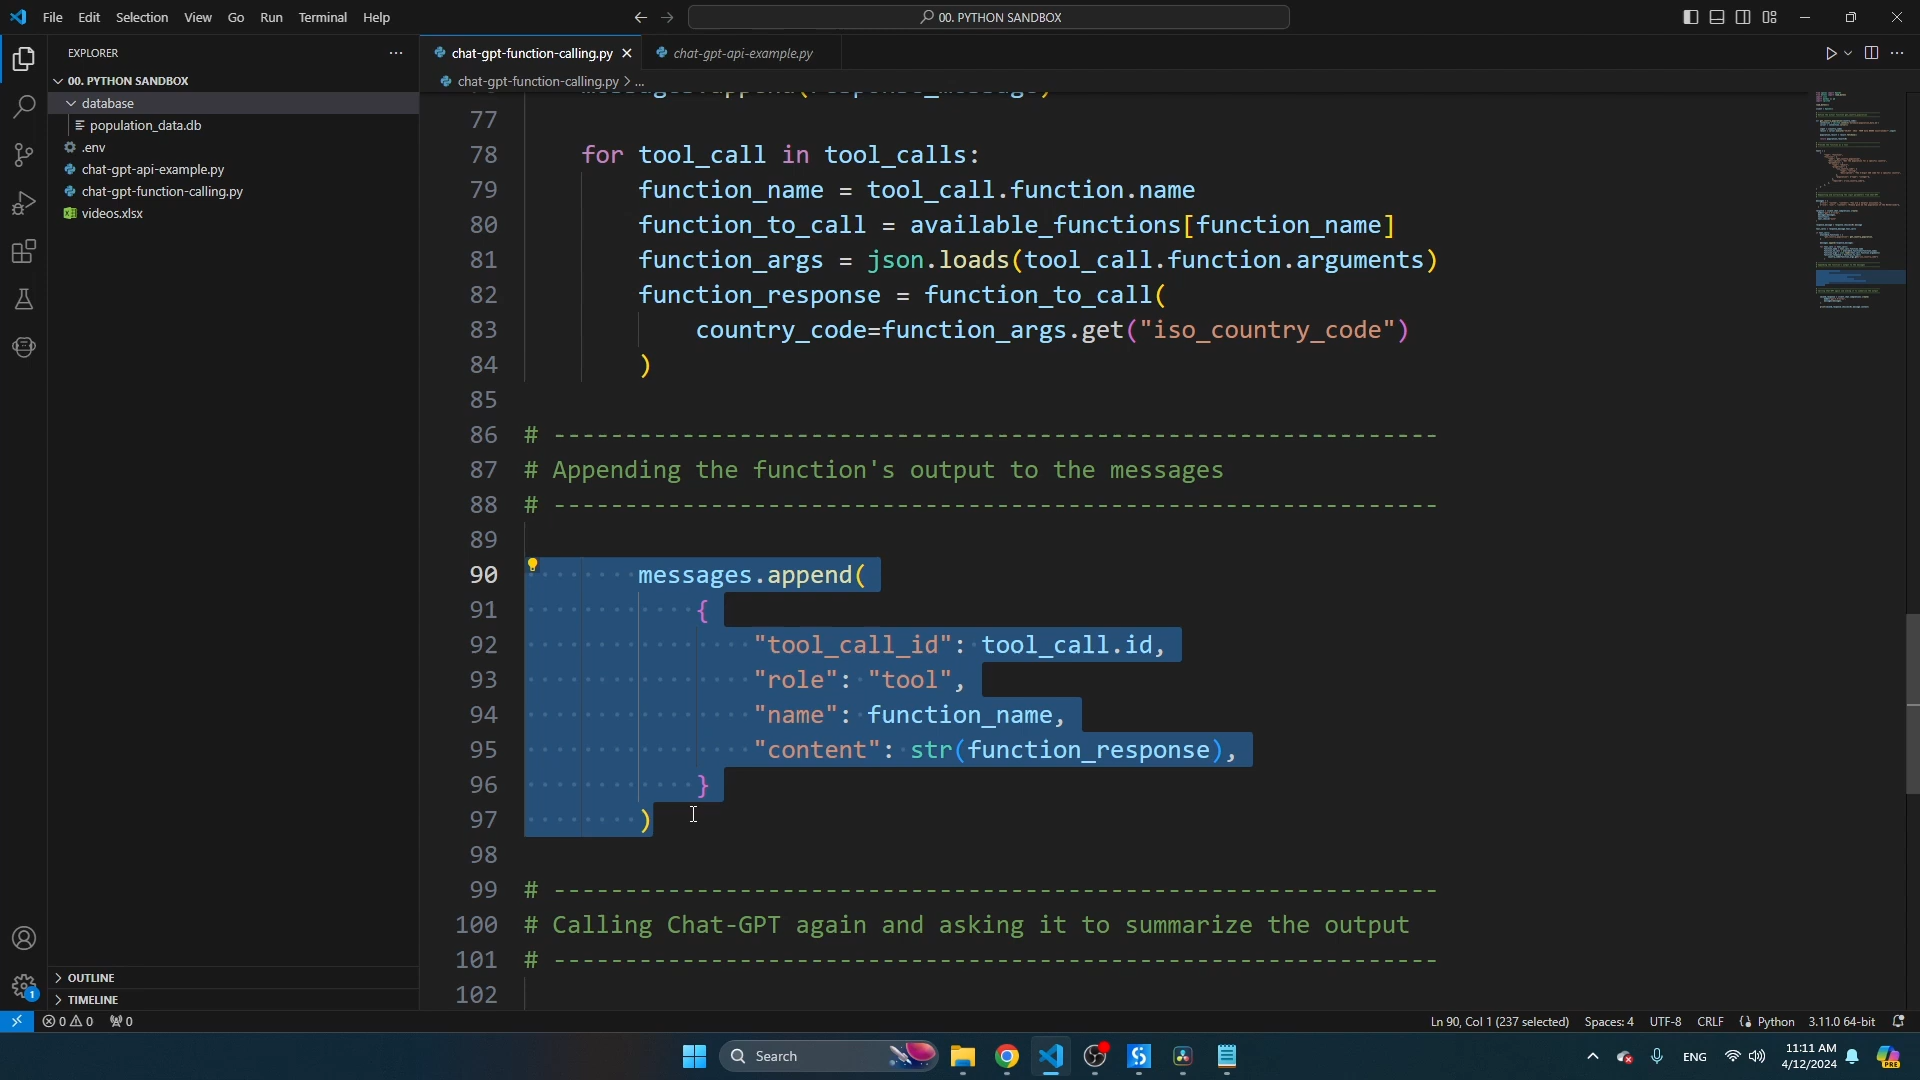 File Edit Selection View Go Run Terminal Help
00. PYTHON SANDBOX
EXPLORER
00. PYTHON SANDBOX
database
population_data.db
.env
chat-gpt-api-example.py
chat-gpt-function-calling.py
videos.xlsx
OUTLINE
TIMELINE
chat-gpt-function-calling.py
chat-gpt-api-example.py
chat-gpt-function-calling.py > ...
messages.append(response_message)
77
78 for tool_call in tool_calls:
79 function_name = tool_call.function.name
80 function_to_call = available_functions[function_name]
81 function_args = json.loads(tool_call.function.arguments)
82 function_response = function_to_call(
83 country_code=function_args.get("iso_country_code")
84 )
85
86 # --------------------------------------------------------------
87 # Appending the function's output to the messages
88 # --------------------------------------------------------------
89
90 messages.append(
91 {
92 "tool_call_id": tool_call.id,
93 "role": "tool",
94 "name": function_name,
95 "content": str(function_response),
96 }
97 )
98
99 # --------------------------------------------------------------
100 # Calling Chat-GPT again and asking it to summarize the output
101 # --------------------------------------------------------------
102
1
0 0 0
Ln 90, Col 1 (237 selected) Spaces: 4 UTF-8 CRLF Python 3.11.0 64-bit
Search
ENG
11:11 AM
4/12/2024
PRE